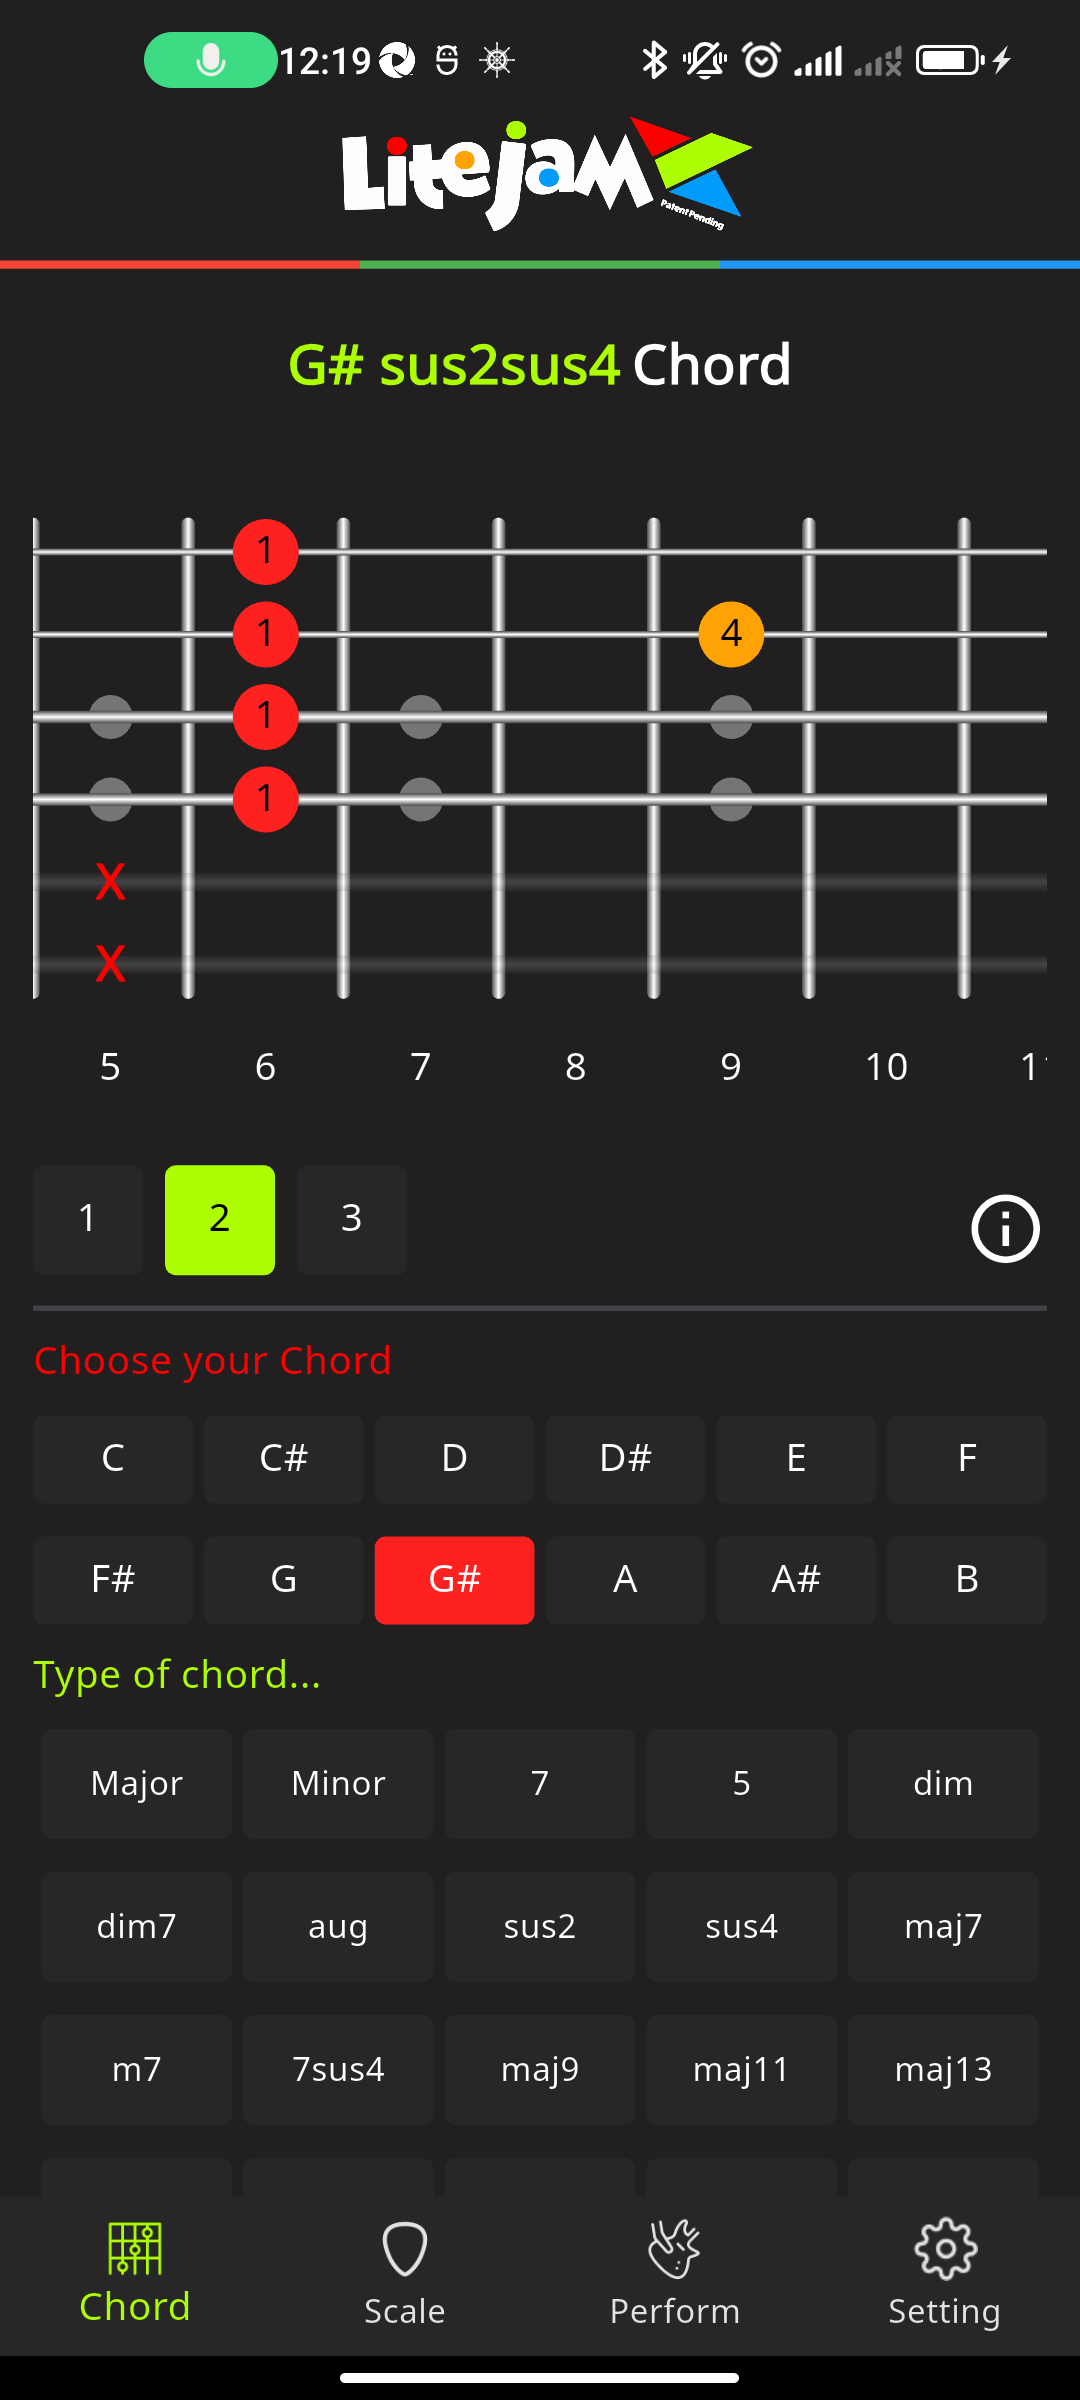 12:19
Litejam
Patent Pending
G# sus2sus4 Chord
1
1 4
1
1
X
X
5 6 7 8 9 10
1 2 3
Choose your Chord
C C# D D# E F
F# G G# A A# B
Type of chord...
Major Minor 7 5 dim
dim7 aug sus2 sus4 maj7
m7 7sus4 maj9 maj11 maj13
Chord Scale Perform Setting